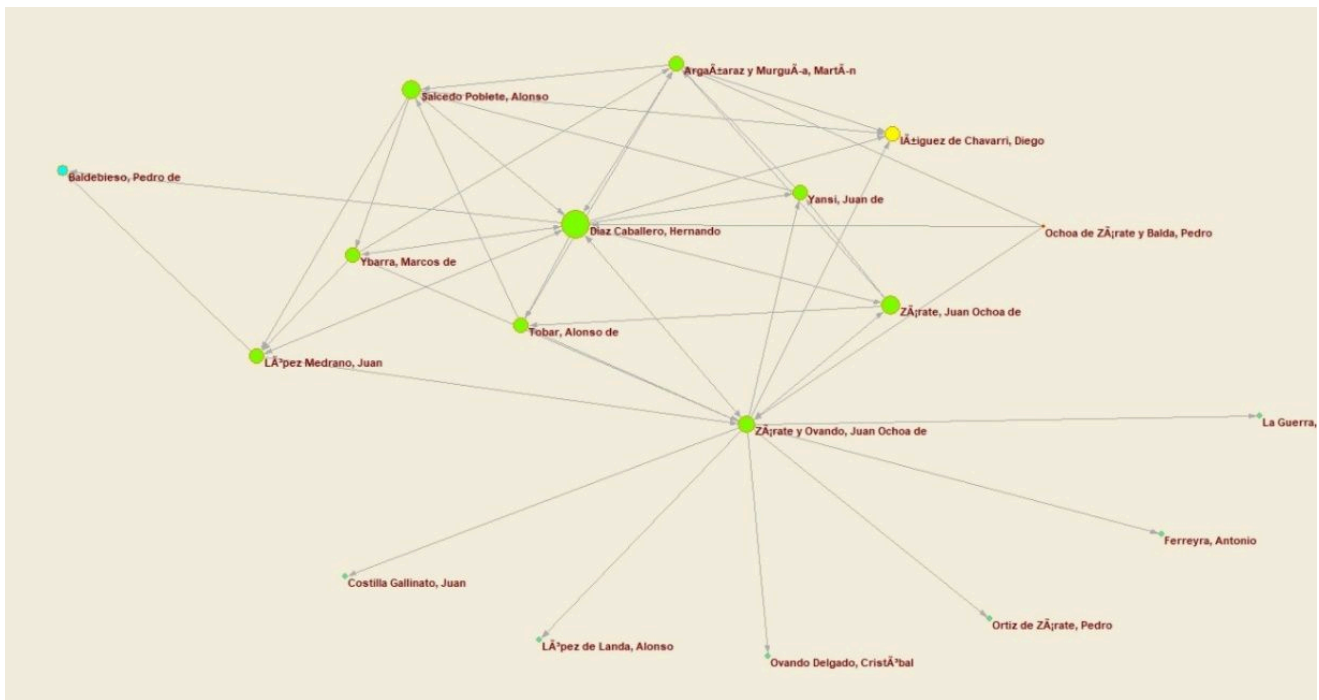 ArgaÃ±araz y MurguÃ-a, MartÃ-n
Salcedo Poblete, Alonso
IÃ±iguez de Chavarri, Diego
Baldebieso, Pedro de
Yansi, Juan de
Diaz Caballero, Hernando
Ochoa de ZÃ¡rate y Balda, Pedro
Ybarra, Marcos de
ZÃ¡rate, Juan Ochoa de
Tobar, Alonso de
LÃ³pez Medrano, Juan
ZÃ¡rate y Ovando, Juan Ochoa de
La Guerra,
Ferreyra, Antonio
Costilla Gallinato, Juan
Ortiz de ZÃ¡rate, Pedro
LÃ³pez de Landa, Alonso
Ovando Delgado, CristÃ³bal